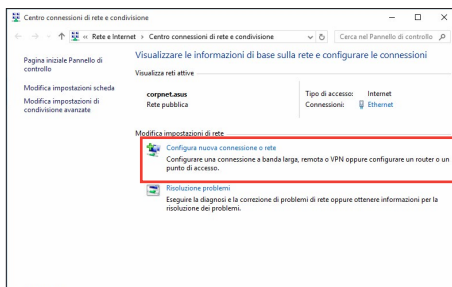 Centro connessioni di rete e condivisione
« Rete e Internet > Centro connessioni di rete e condivisione
Cerca nel Pannello di controllo
Pagina iniziale Pannello di controllo
Modifica impostazioni scheda
Modifica impostazioni di condivisione avanzate
Visualizzare le informazioni di base sulla rete e configurare le connessioni
Visualizza reti attive
corpnet.asus
Rete pubblica
Tipo di accesso: Internet
Connessioni: Ethernet
Modifica impostazioni di rete
Configura nuova connessione o rete
Configurare una connessione a banda larga, remota o VPN oppure configurare un router o un
punto di accesso.
Risoluzione problemi
Eseguire la diagnosi e la correzione di problemi di rete oppure ottenere informazioni per la
risoluzione dei problemi.